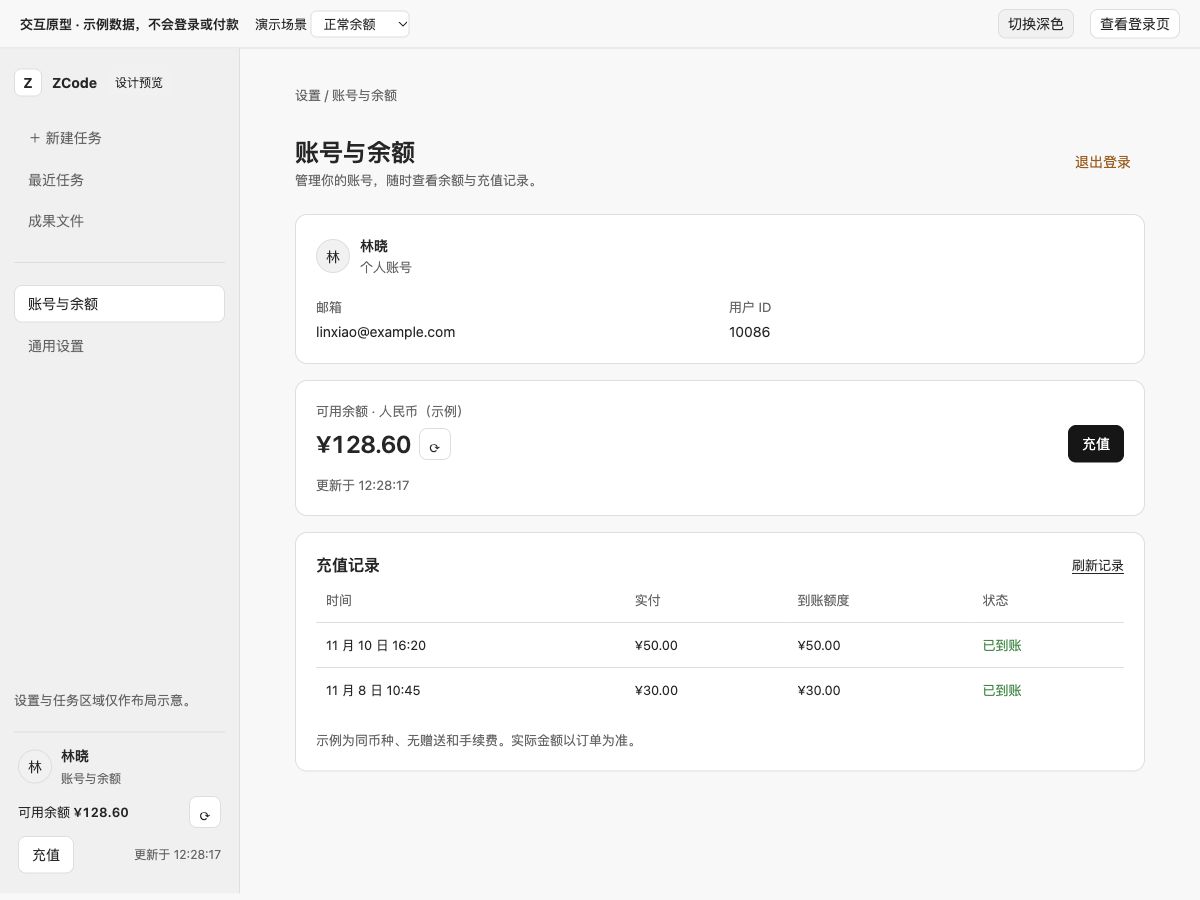 交互原型 · 示例数据，不会登录或付款 演示场景 正常余额 切换深色 查看登录页
Z ZCode 设计预览
+ 新建任务
最近任务
成果文件
账号与余额
通用设置
设置与任务区域仅作布局示意。
林 林晓
账号与余额
可用余额 ¥128.60
充值 更新于 12:28:17
设置 / 账号与余额
账号与余额
管理你的账号，随时查看余额与充值记录。
退出登录
林 林晓
个人账号
邮箱 用户 ID
linxiao@example.com 10086
可用余额 · 人民币（示例）
¥128.60
充值
更新于 12:28:17
充值记录 刷新记录
时间 实付 到账额度 状态
11 月 10 日 16:20 ¥50.00 ¥50.00 已到账
11 月 8 日 10:45 ¥30.00 ¥30.00 已到账
示例为同币种、无赠送和手续费。实际金额以订单为准。